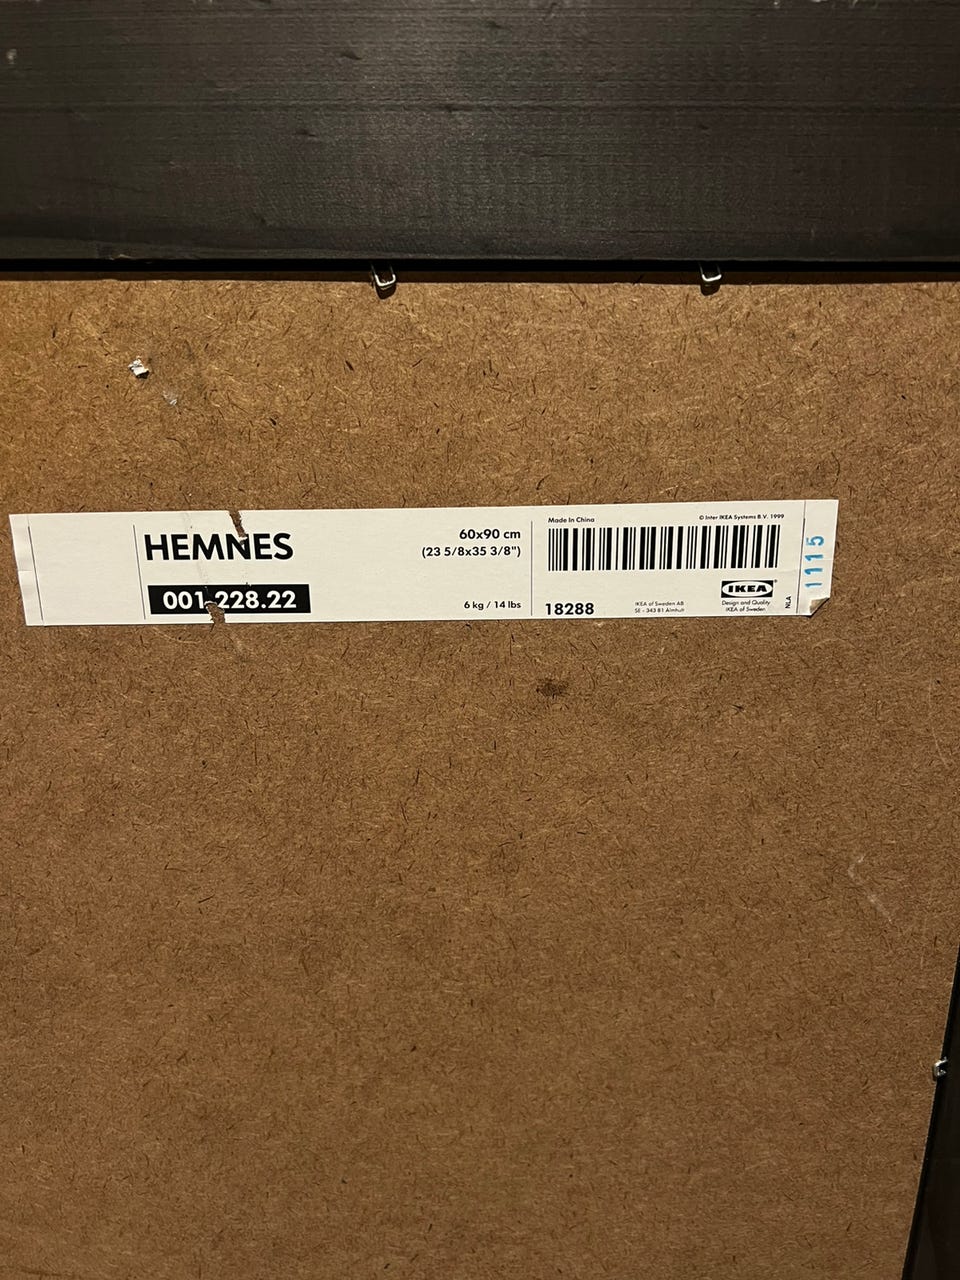 HEMNES
001.228.22
60x90 cm
(23 5/8x35 3/8")
6 kg / 14 lbs
Made In China
© Inter IKEA Systems B.V. 1999
18288
IKEA of Sweden AB
SE - 343 81 Älmhult
IKEA
Design and Quality
IKEA of Sweden
NLA
1115